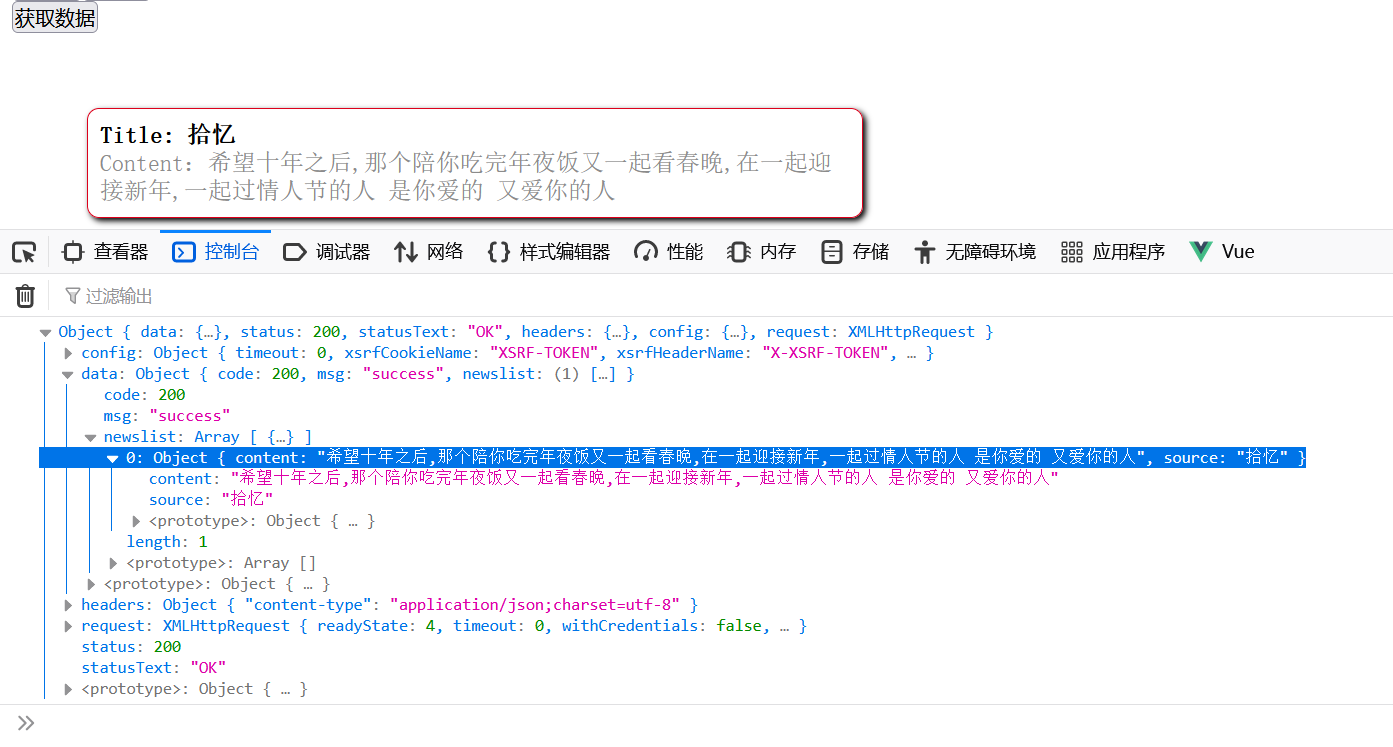 获取数据
Title: 拾忆
Content: 希望十年之后,那个陪你吃完年夜饭又一起看春晚,在一起迎
接新年,一起过情人节的人 是你爱的 又爱你的人
查看器 控制台 调试器 网络 样式编辑器 性能 内存 存储 无障碍环境 应用程序 Vue
过滤输出
Object { data: {…}, status: 200, statusText: "OK", headers: {…}, config: {…}, request: XMLHttpRequest }
config: Object { timeout: 0, xsrfCookieName: "XSRF-TOKEN", xsrfHeaderName: "X-XSRF-TOKEN", … }
data: Object { code: 200, msg: "success", newslist: (1) […] }
code: 200
msg: "success"
newslist: Array [ {…} ]
0: Object { content: "希望十年之后,那个陪你吃完年夜饭又一起看春晚,在一起迎接新年,一起过情人节的人 是你爱的 又爱你的人", source: "拾忆" }
content: "希望十年之后,那个陪你吃完年夜饭又一起看春晚,在一起迎接新年,一起过情人节的人 是你爱的 又爱你的人"
source: "拾忆"
<prototype>: Object { … }
length: 1
<prototype>: Array []
<prototype>: Object { … }
headers: Object { "content-type": "application/json;charset=utf-8" }
request: XMLHttpRequest { readyState: 4, timeout: 0, withCredentials: false, … }
status: 200
statusText: "OK"
<prototype>: Object { … }